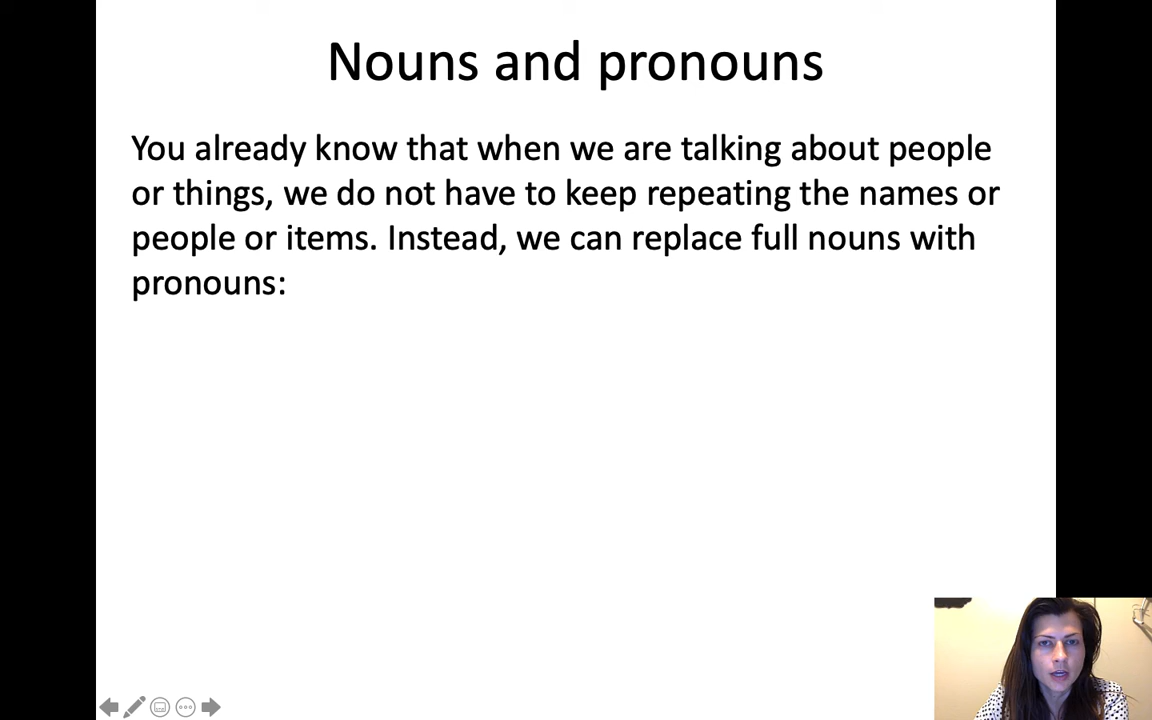 Nouns and pronouns
You already know that when we are talking about people
or things, we do not have to keep repeating the names or
people or items. Instead, we can replace full nouns with
pronouns: